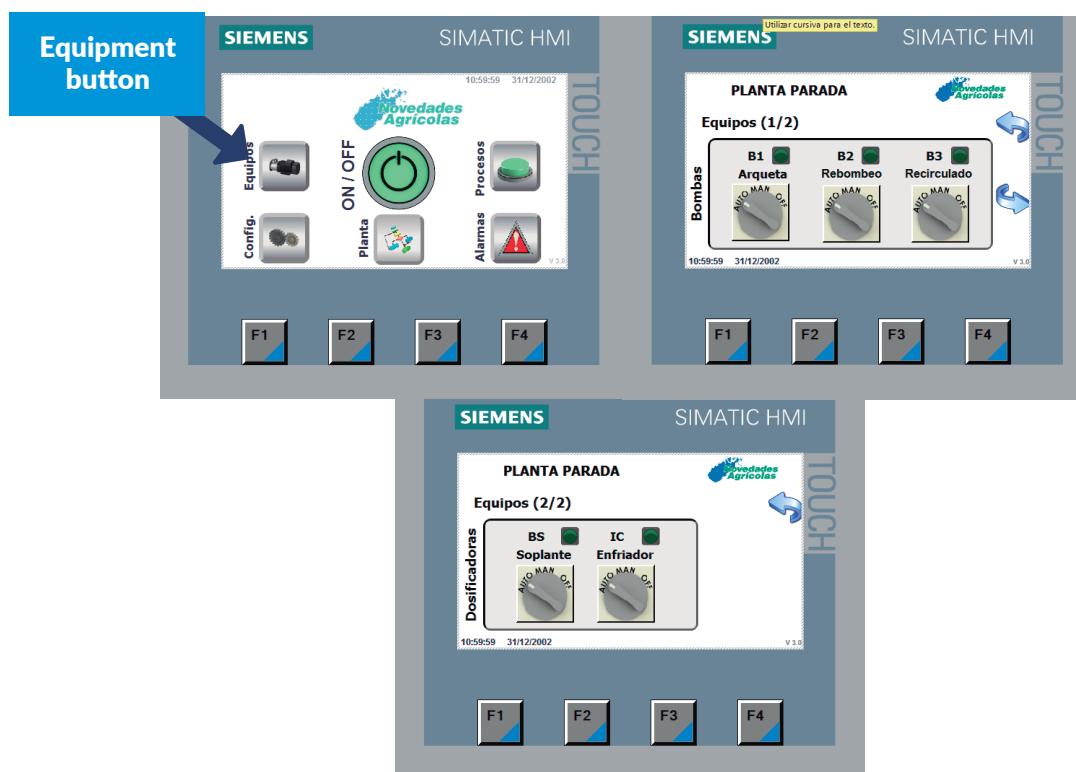 Equipment
button
SIEMENS
SIMATIC HMI
TOUCH
10:59:59 31/12/2002
Novedades
Agrícolas
Equipos
ON / OFF
Procesos
Config.
Planta
Alarmas
V 3.0
F1 F2 F3 F4
Utilizar cursiva para el texto.
SIEMENS
SIMATIC HMI
TOUCH
PLANTA PARADA
Novedades
Agrícolas
Equipos (1/2)
Bombas
B1 B2 B3
Arqueta Rebombeo Recirculado
AUTO MAN OFF AUTO MAN OFF AUTO MAN OFF
10:59:59 31/12/2002
V 3.0
F1 F2 F3 F4
SIEMENS
SIMATIC HMI
TOUCH
PLANTA PARADA
Novedades
Agrícolas
Equipos (2/2)
Dosificadoras
BS IC
Soplante Enfriador
AUTO MAN OFF AUTO MAN OFF
10:59:59 31/12/2002
V 3.0
F1 F2 F3 F4